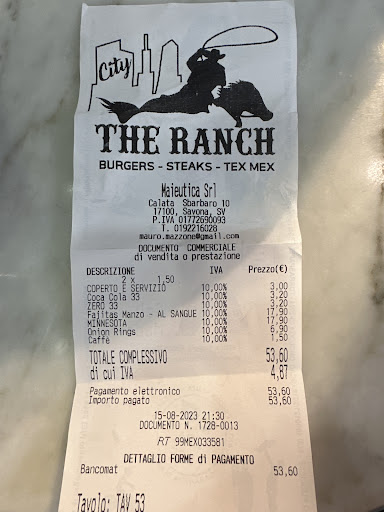 City
THE RANCH
BURGERS - STEAKS - TEX MEX
Maieutica Srl
Calata Sbarbaro 10
17100, Savona, SV
P.IVA 01772690093
T. 0192216028
mauro.mazzone@gmail.com
DOCUMENTO COMMERCIALE
di vendita o prestazione
DESCRIZIONE IVA Prezzo(€)
2 x 1,50
COPERTO E SERVIZIO 10,00% 3,00
Coca Cola 33 10,00% 3,20
ZERO 33 10,00% 3,20
Fajitas Manzo - AL SANGUE 10,00% 17,90
MINNESOTA 10,00% 17,90
Onion Rings 10,00% 6,90
Caffè 10,00% 1,50
TOTALE COMPLESSIVO 53,60
di cui IVA 4,87
Pagamento elettronico 53,60
Importo pagato 53,60
15-08-2023 21:30
DOCUMENTO N. 1728-0013
RT 99MEX033581
DETTAGLIO FORME di PAGAMENTO
Bancomat 53,60
Tavolo: TAV 53